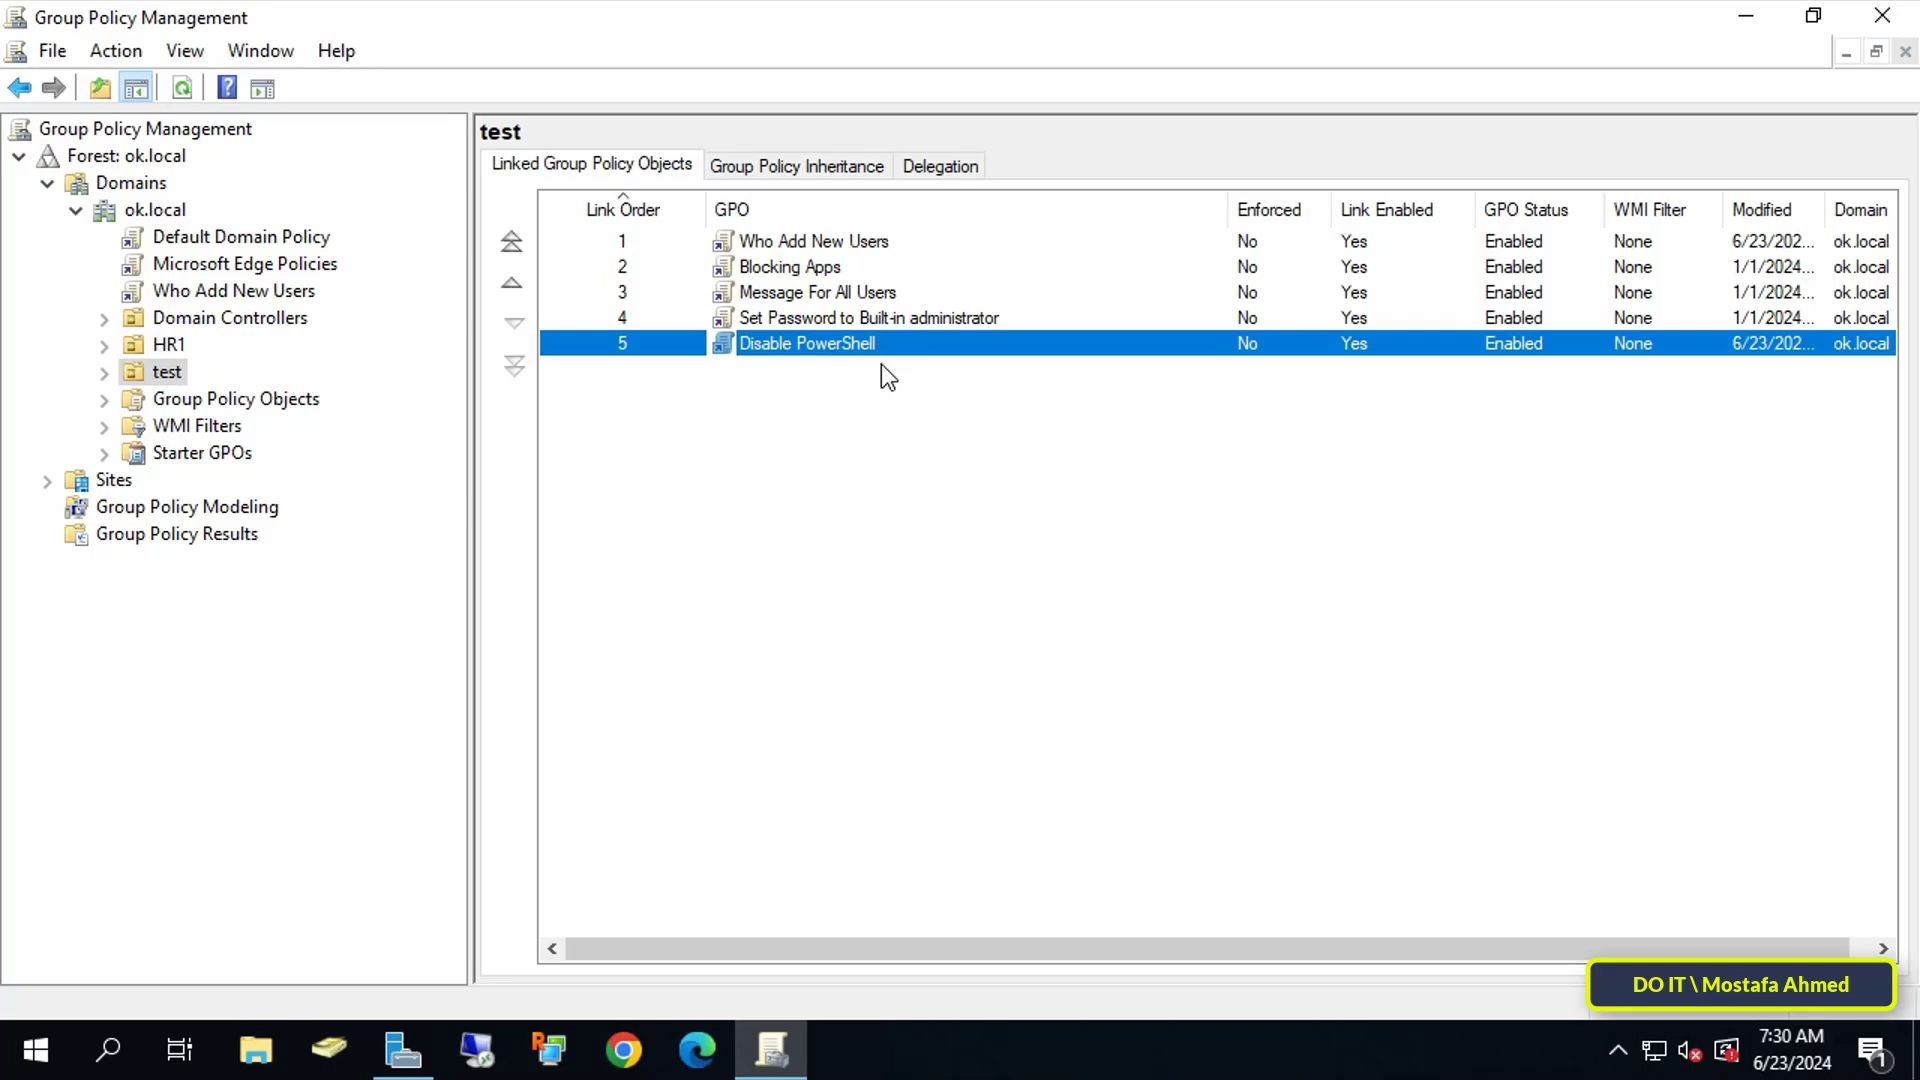 Group Policy Management
File Action View Window Help
Group Policy Management
Forest: ok.local
Domains
ok.local
Default Domain Policy
Microsoft Edge Policies
Who Add New Users
Domain Controllers
HR1
test
Group Policy Objects
WMI Filters
Starter GPOs
Sites
Group Policy Modeling
Group Policy Results
test
Linked Group Policy Objects Group Policy Inheritance Delegation
Link Order GPO Enforced Link Enabled GPO Status WMI Filter Modified Domain
1 Who Add New Users No Yes Enabled None 6/23/202... ok.local
2 Blocking Apps No Yes Enabled None 1/1/2024... ok.local
3 Message For All Users No Yes Enabled None 1/1/2024... ok.local
4 Set Password to Built-in administrator No Yes Enabled None 1/1/2024... ok.local
5 Disable PowerShell No Yes Enabled None 6/23/202... ok.local
DO IT \ Mostafa Ahmed
7:30 AM
6/23/2024
1